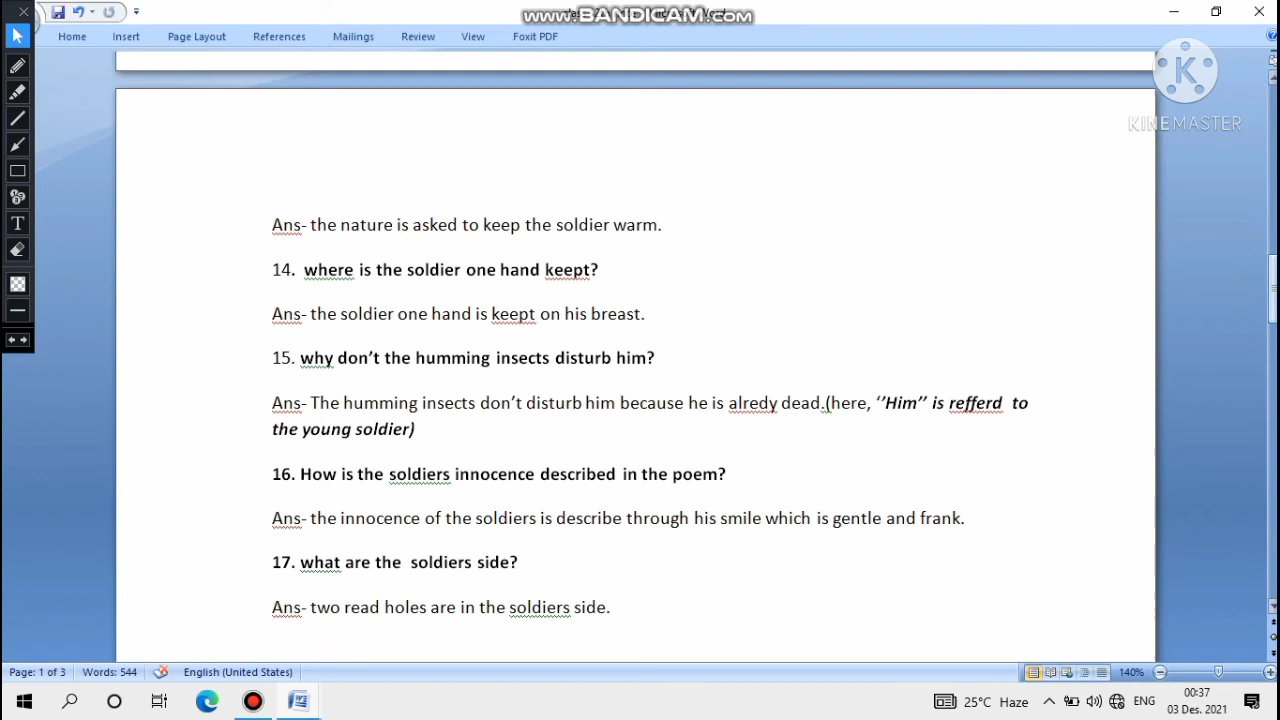 www.BANDICAM.com
Home Insert Page Layout References Mailings Review View Foxit PDF
K
KINEMASTER
Ans- the nature is asked to keep the soldier warm.
14. where is the soldier one hand keept?
Ans- the soldier one hand is keept on his breast.
15. why don’t the humming insects disturb him?
Ans- The humming insects don’t disturb him because he is alredy dead.(here, ‘’Him’’ is refferd to
the young soldier)
16. How is the soldiers innocence described in the poem?
Ans- the innocence of the soldiers is describe through his smile which is gentle and frank.
17. what are the soldiers side?
Ans- two read holes are in the soldiers side.
Page: 1 of 3 Words: 544 English (United States) 140%
25°C Haze ENG 00:37
03 Des. 2021